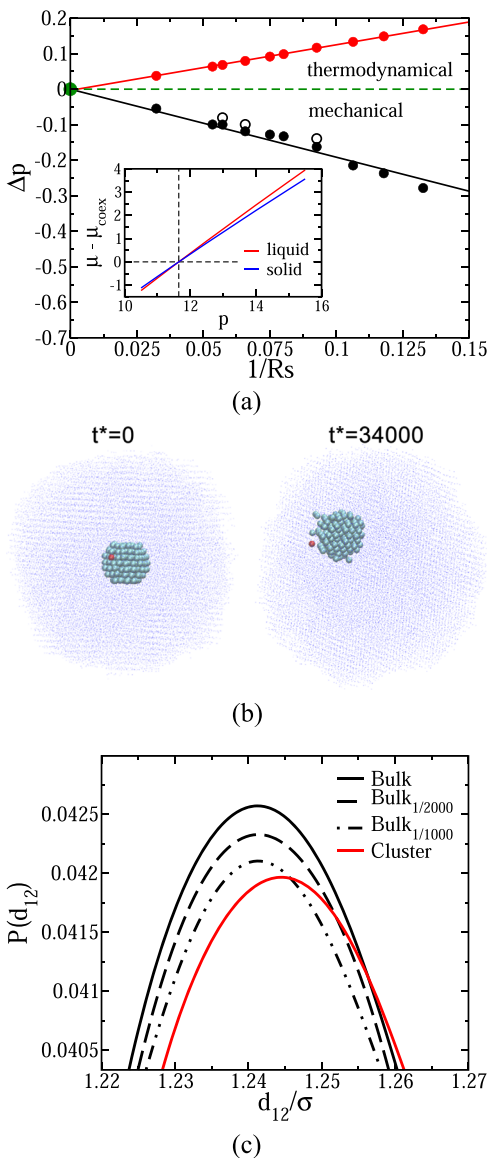 0.2
0.1
0
-0.1
-0.2
-0.3
-0.4
-0.5
-0.6
-0.7
Δp
thermodynamical
mechanical
4
3
2
1
0
-1
μ - μcoex
liquid
solid
10 12 14 16
p
0 0.025 0.05 0.075 0.1 0.125 0.15
1/Rs
(a)
t*=0 t*=34000
(b)
Bulk
Bulk1/2000
Bulk1/1000
Cluster
0.0425
0.042
0.0415
0.041
0.0405
P(d12)
1.22 1.23 1.24 1.25 1.26 1.27
d12/σ
(c)